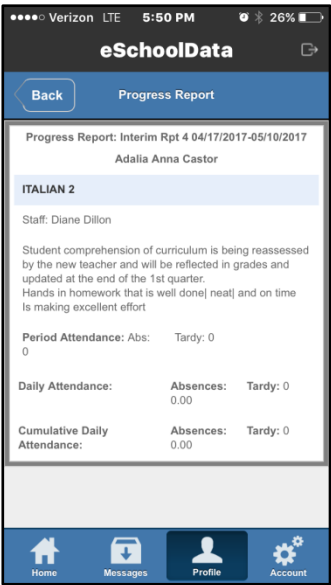 Verizon LTE 5:50 PM 26%
eSchoolData
Back Progress Report
Progress Report: Interim Rpt 4 04/17/2017-05/10/2017
Adalia Anna Castor
ITALIAN 2
Staff: Diane Dillon
Student comprehension of curriculum is being reassessed
by the new teacher and will be reflected in grades and
updated at the end of the 1st quarter.
Hands in homework that is well done| neat| and on time
Is making excellent effort
Period Attendance: Abs: Tardy: 0
0
Daily Attendance: Absences: Tardy: 0
0.00
Cumulative Daily Absences: Tardy: 0
Attendance: 0.00
Home Messages Profile Account